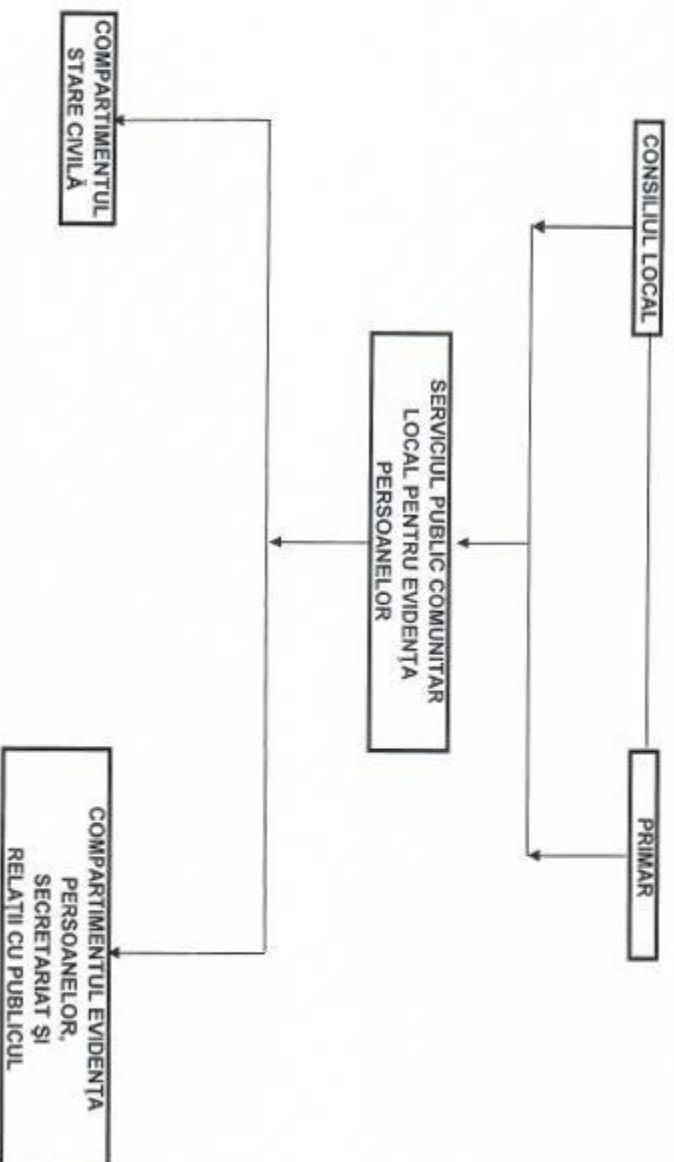 CONSILIUL LOCAL
PRIMAR
SERVICIUL PUBLIC COMUNITAR
LOCAL PENTRU EVIDENȚA
PERSOANELOR
COMPARTIMENTUL
STARE CIVILĂ
COMPARTIMENTUL EVIDENȚA
PERSOANELOR,
SECRETARIAT ȘI
RELAȚII CU PUBLICUL